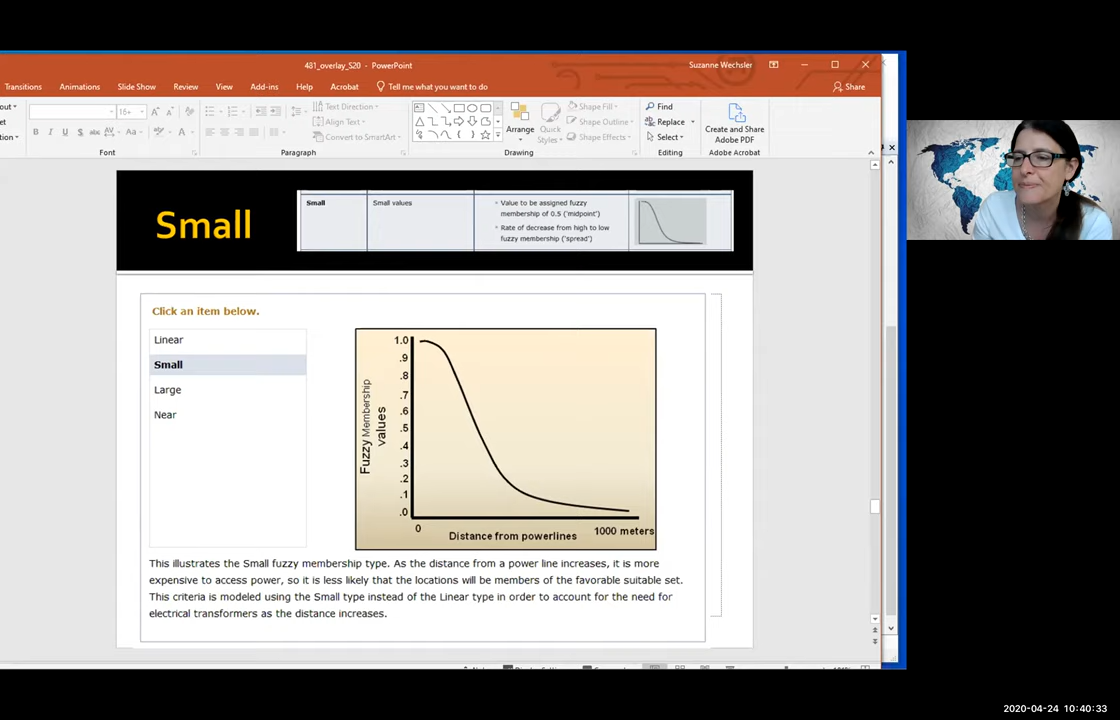 481_overlay_S20 - PowerPoint
Suzanne Wechsler
Transitions Animations Slide Show Review View Add-ins Help Acrobat Tell me what you want to do Share
16+
Text Direction
Align Text
Convert to SmartArt
Arrange
Quick Styles
Shape Fill
Shape Outline
Shape Effects
Find
Replace
Select
Create and Share
Adobe PDF
Font Paragraph Drawing Editing Adobe Acrobat
Small
Small
Small values
• Value to be assigned fuzzy
membership of 0.5 ('midpoint')
• Rate of decrease from high to low
fuzzy membership ('spread')
Click an item below.
Linear
Small
Large
Near
Fuzzy Membership
values
1.0
.9
.8
.7
.6
.5
.4
.3
.2
.1
.0
0
1000 meters
Distance from powerlines
This illustrates the Small fuzzy membership type. As the distance from a power line increases, it is more
expensive to access power, so it is less likely that the locations will be members of the favorable suitable set.
This criteria is modeled using the Small type instead of the Linear type in order to account for the need for
electrical transformers as the distance increases.
2020-04-24 10:40:33